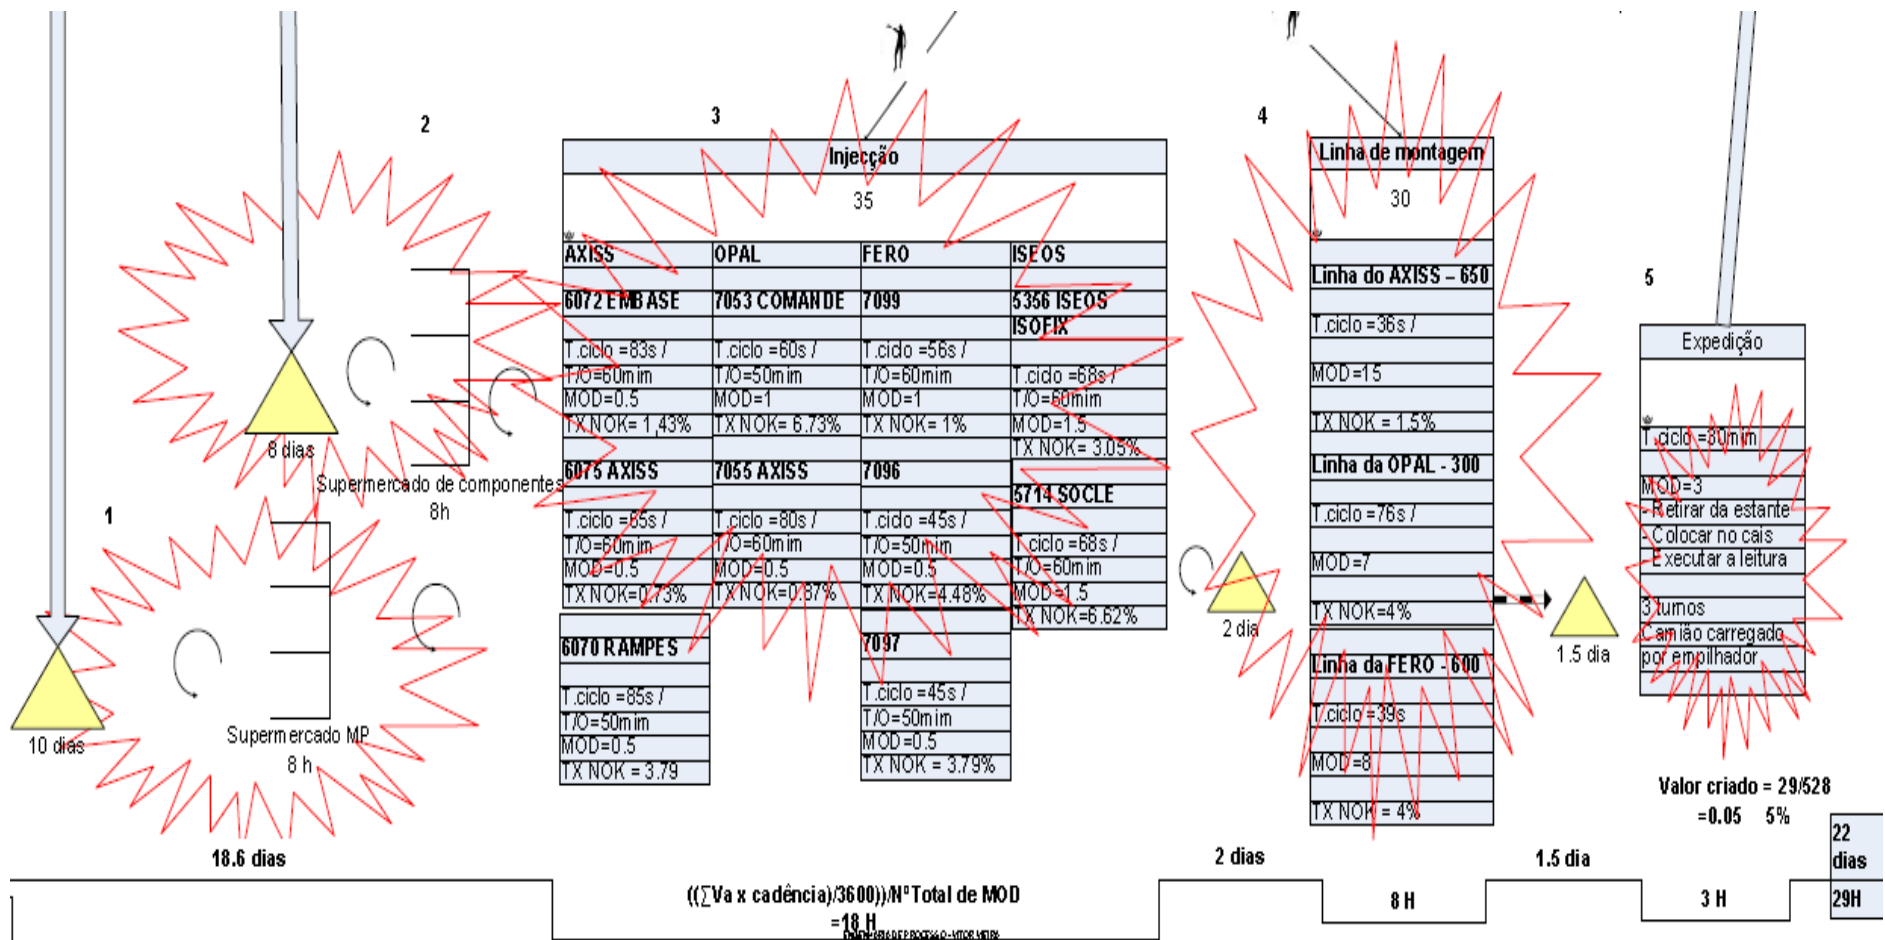 1
10 dias
Supermercado MP
8 h
2
8 dias
Supermercado de componentes
8h
3
Injecção
35
AXISS
6072 EMBASE
T.ciclo =83s /
T/O=60mim
MOD=0.5
TX NOK= 1,43%
6075 AXISS
T.ciclo =65s /
T/O=60mim
MOD=0.5
TX NOK=0.73%
6070 RAMPES
T.ciclo =85s /
T/O=50mim
MOD=0.5
TX NOK = 3.79
OPAL
7053 COMANDE
T.ciclo =60s /
T/O=50mim
MOD=1
TX NOK= 6.73%
7055 AXISS
T.ciclo =80s /
T/O=60mim
MOD=0.5
TX NOK=0.87%
FERO
7099
T.ciclo =56s /
T/O=60mim
MOD=1
TX NOK= 1%
7096
T.ciclo =45s /
T/O=50mim
MOD=0.5
TX NOK=4.48%
7097
T.ciclo =45s /
T/O=50mim
MOD=0.5
TX NOK = 3.79%
ISEOS
5356 ISEOS
ISOFIX
T.ciclo =68s /
T/O=60mim
MOD=1.5
TX NOK= 3.05%
5714 SOCLE
T.ciclo =68s /
T/O=60mim
MOD=1.5
TX NOK=6.62%
4
2 dia
Linha de montagem
30
Linha do AXISS – 650
T.ciclo =36s /
MOD=15
TX NOK = 1.5%
Linha da OPAL - 300
T.ciclo =76s /
MOD=7
TX NOK=4%
Linha da FERO - 600
T.ciclo =39s
MOD=8
TX NOK = 4%
1.5 dia
5
Expedição
T.ciclo =30mim
MOD=3
- Retirar da estante
- Colocar no cais
Executar a leitura
3 turnos
Camião carregado
por empilhador
Valor criado = 29/528
=0.05 5%
18.6 dias
((∑Va x cadência)/3600))/Nº Total de MOD
=18 H
ENGENHARIA DE PROCESSO - VITOR VIEIRA
2 dias
8 H
1.5 dia
3 H
22
dias
29H